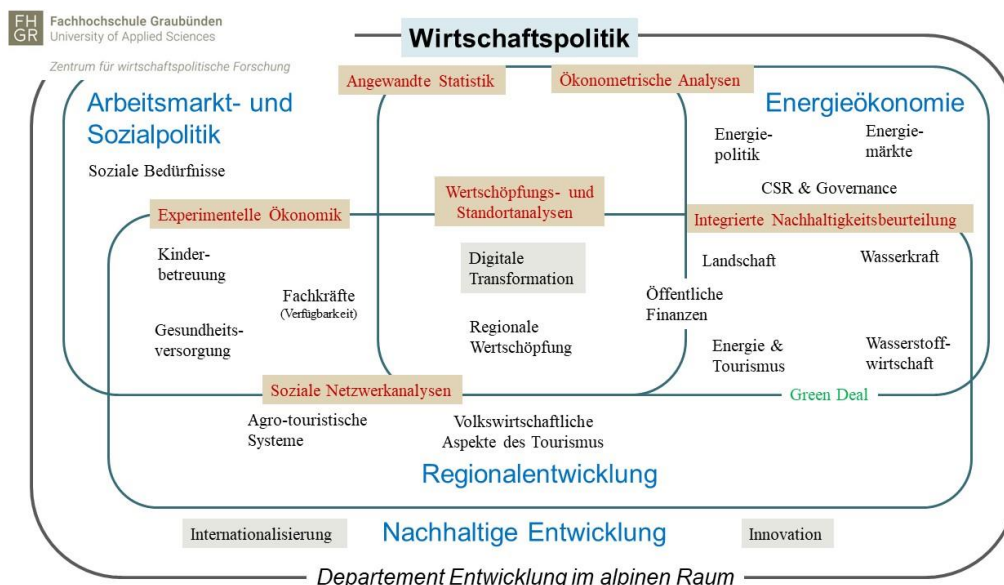 FH
GR
Fachhochschule Graubünden
University of Applied Sciences
Zentrum für wirtschaftspolitische Forschung
Wirtschaftspolitik
Angewandte Statistik
Ökonometrische Analysen
Arbeitsmarkt- und
Sozialpolitik
Energieökonomie
Energie-
politik
Energie-
märkte
Soziale Bedürfnisse
CSR & Governance
Experimentelle Ökonomik
Wertschöpfungs- und
Standortanalysen
Integrierte Nachhaltigkeitsbeurteilung
Kinder-
betreuung
Digitale
Transformation
Landschaft
Wasserkraft
Fachkräfte
(Verfügbarkeit)
Öffentliche
Finanzen
Gesundheits-
versorgung
Regionale
Wertschöpfung
Energie &
Tourismus
Wasserstoff-
wirtschaft
Soziale Netzwerkanalysen
Green Deal
Agro-touristische
Systeme
Volkswirtschaftliche
Aspekte des Tourismus
Regionalentwicklung
Internationalisierung
Nachhaltige Entwicklung
Innovation
Departement Entwicklung im alpinen Raum